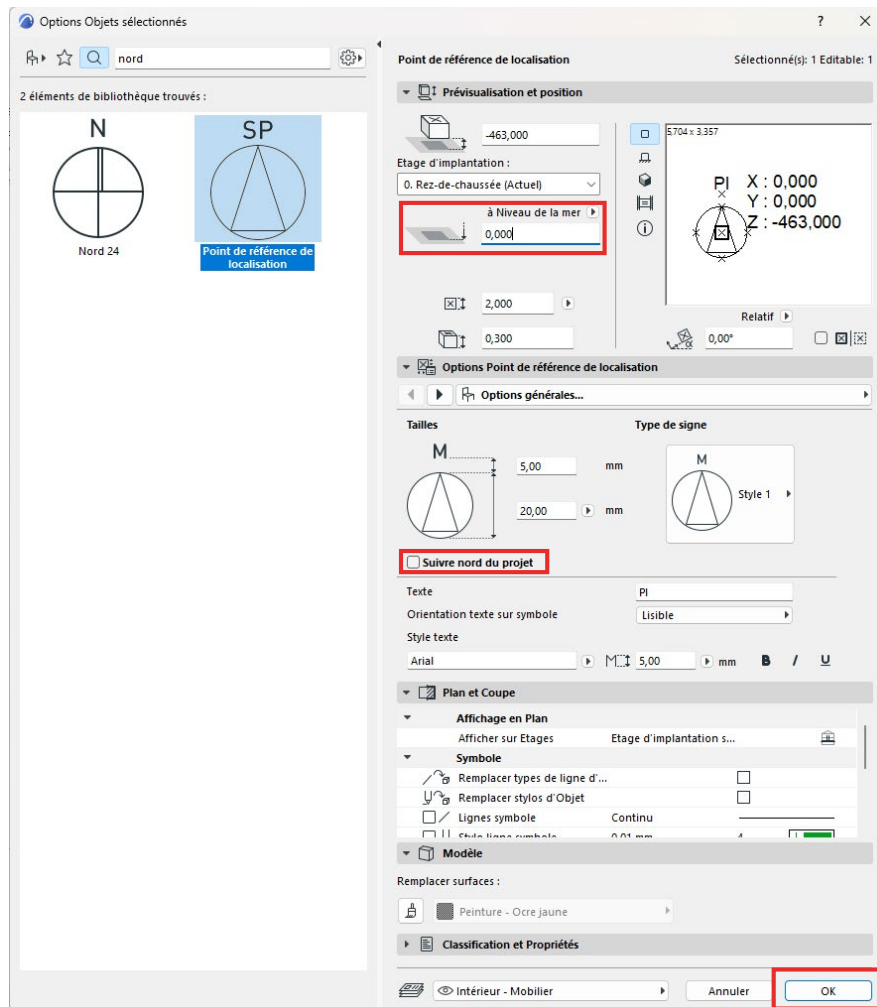 Options Objets sélectionnés
? ×
nord
2 éléments de bibliothèque trouvés :
N
Nord 24
SP
Point de référence de
localisation
Point de référence de localisation
Sélectionné(s): 1 Editable: 1
Prévisualisation et position
-463,000
Etage d'implantation :
0. Rez-de-chaussée (Actuel)
à Niveau de la mer
0,000
2,000
0,300
5,704 x 3,357
PI X : 0,000
Y : 0,000
Z : -463,000
Relatif
α 0,00°
Options Point de référence de localisation
Options générales...
Tailles
Type de signe
M
5,00 mm
20,00 mm
M
Style 1
Suivre nord du projet
Texte PI
Orientation texte sur symbole Lisible
Style texte
Arial M 5,00 mm B I U
Plan et Coupe
Affichage en Plan
Afficher sur Etages Etage d'implantation s...
Symbole
Remplacer types de ligne d'...
Remplacer stylos d'Objet
Lignes symbole Continu
Style ligne symbole 0.01 mm 4
Modèle
Remplacer surfaces :
Peinture - Ocre jaune
Classification et Propriétés
Intérieur - Mobilier
Annuler
OK